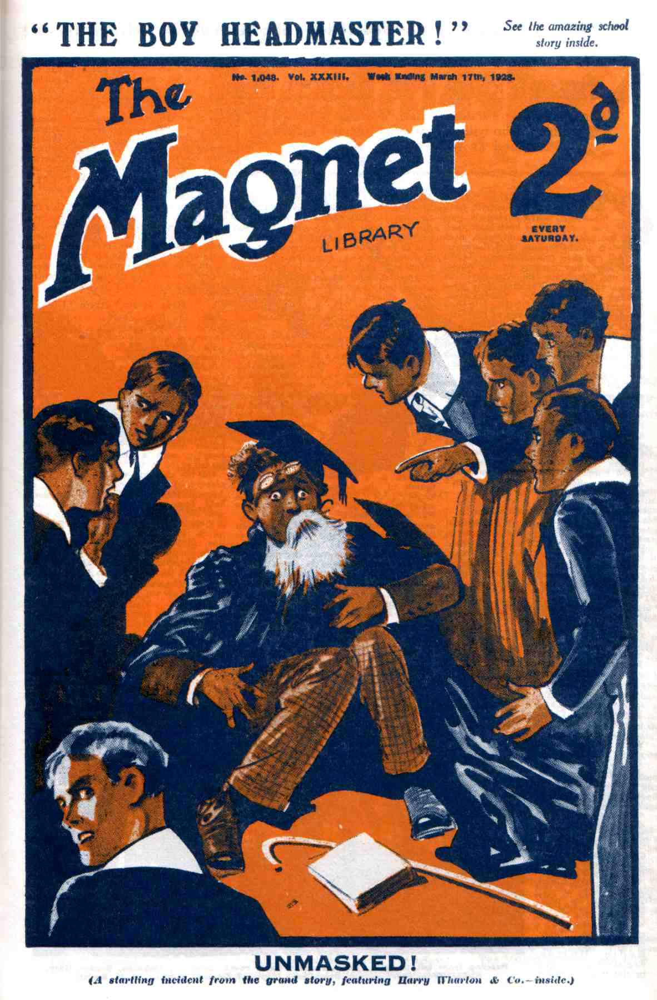 “THE BOY HEADMASTER!”
See the amazing school
story inside.
No. 1,048. Vol. XXXIII. Week Ending March 17th, 1928.
The
Magnet
LIBRARY
2d
EVERY
SATURDAY.
UNMASKED!
(A startling incident from the grand story, featuring Harry Wharton & Co.—inside.)